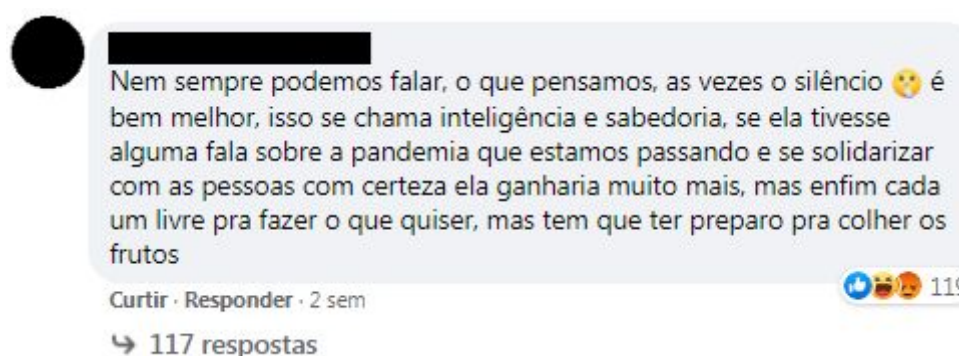 Nem sempre podemos falar, o que pensamos, as vezes o silêncio 🤫 é
bem melhor, isso se chama inteligência e sabedoria, se ela tivesse
alguma fala sobre a pandemia que estamos passando e se solidarizar
com as pessoas com certeza ela ganharia muito mais, mas enfim cada
um livre pra fazer o que quiser, mas tem que ter preparo pra colher os
frutos
119
Curtir · Responder · 2 sem
117 respostas